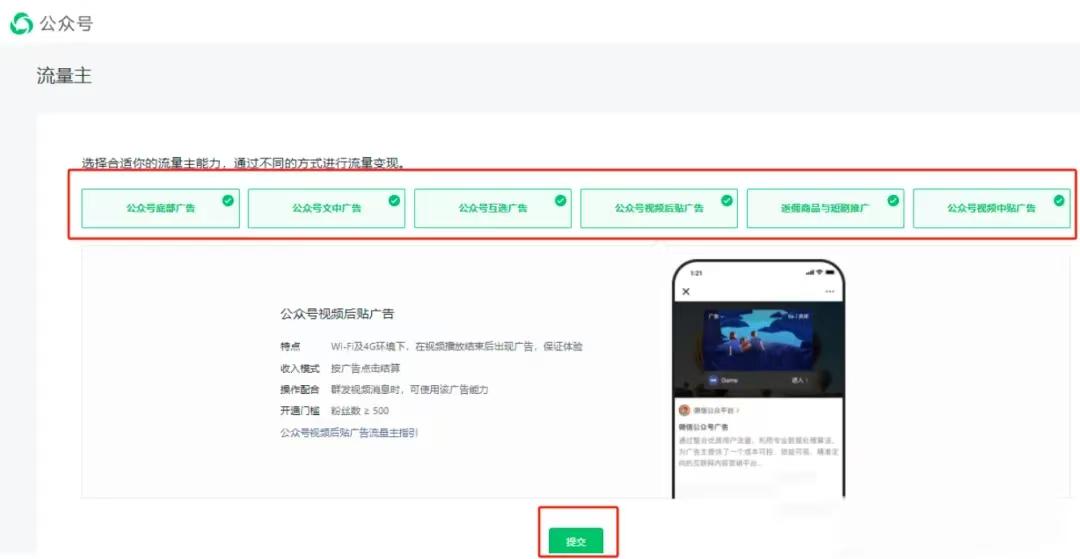 公众号
流量主
选择合适你的流量主能力，通过不同的方式进行流量变现。
公众号底部广告
公众号文中广告
公众号互选广告
公众号视频后贴广告
返佣商品与短剧推广
公众号视频中贴广告
公众号视频后贴广告
特点 Wi-Fi及4G环境下，在视频播放结束后出现广告，保证体验
收入模式 按广告点击结算
操作配合 群发视频消息时，可使用该广告能力
开通门槛 粉丝数 ≥ 500
公众号视频后贴广告流量主指引
1:21
广告
Game
进入
微信公众平台
微信公众号广告
通过整合优质用户流量，利用专业数据处理算法，
为广告主提供了一个成本可控、效能可观、精准定
向的互联网内容营销平台...
提交